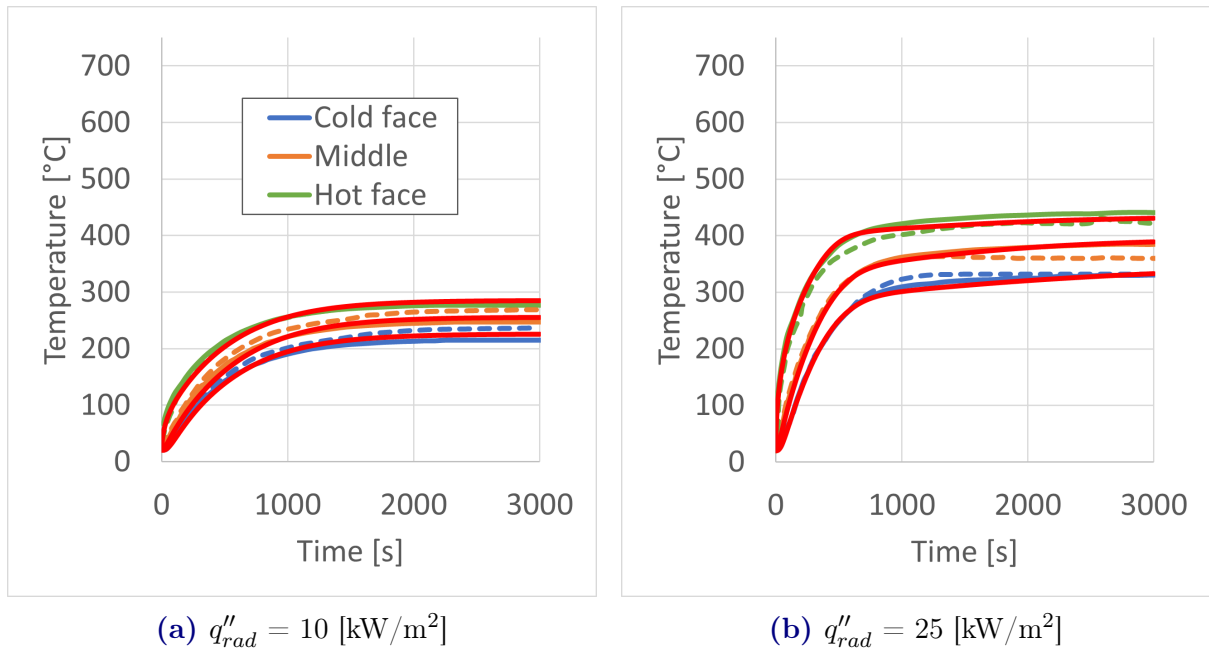 700
600
500
400
300
200
100
0
Temperature [°C]
Cold face
Middle
Hot face
0 1000 2000 3000
Time [s]
(a) q''rad = 10 [kW/m²]
700
600
500
400
300
200
100
0
Temperature [°C]
0 1000 2000 3000
Time [s]
(b) q''rad = 25 [kW/m²]